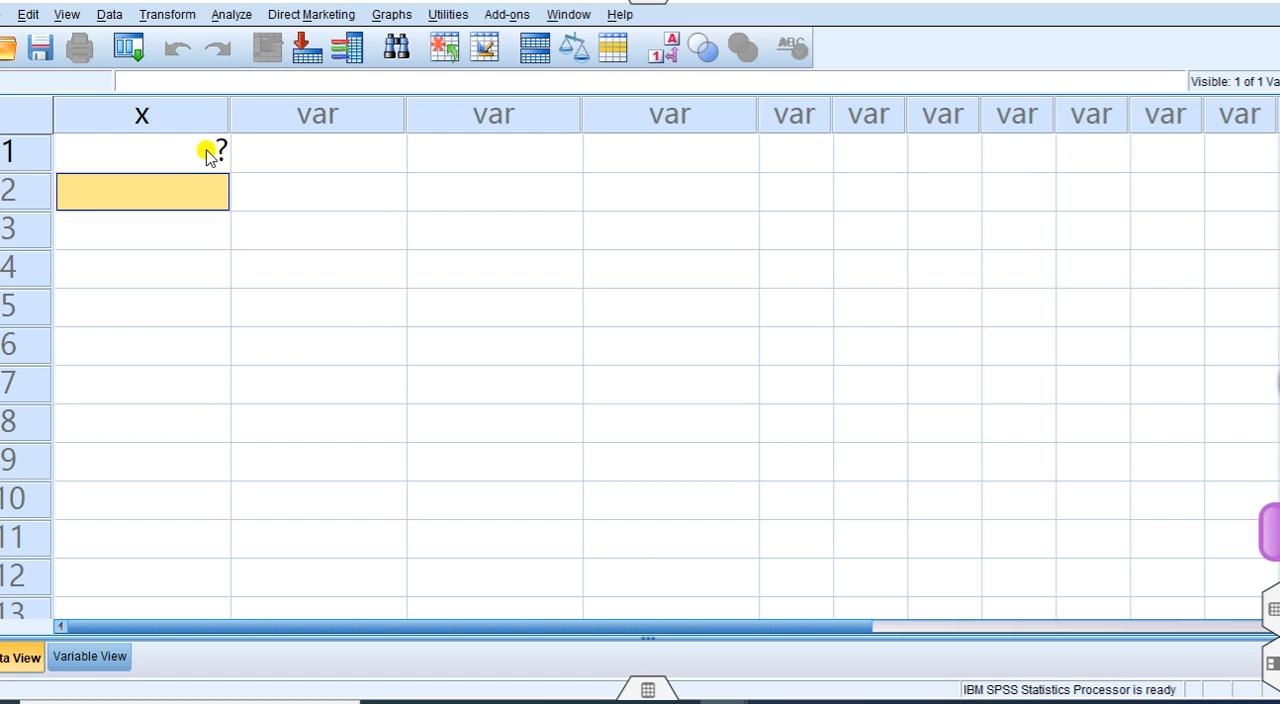 Edit View Data Transform Analyze Direct Marketing Graphs Utilities Add-ons Window Help
Visible: 1 of 1 Va
x var var var var var var var var var var
1 ?
2
3
4
5
6
7
8
9
10
11
12
13
ta View Variable View
IBM SPSS Statistics Processor is ready